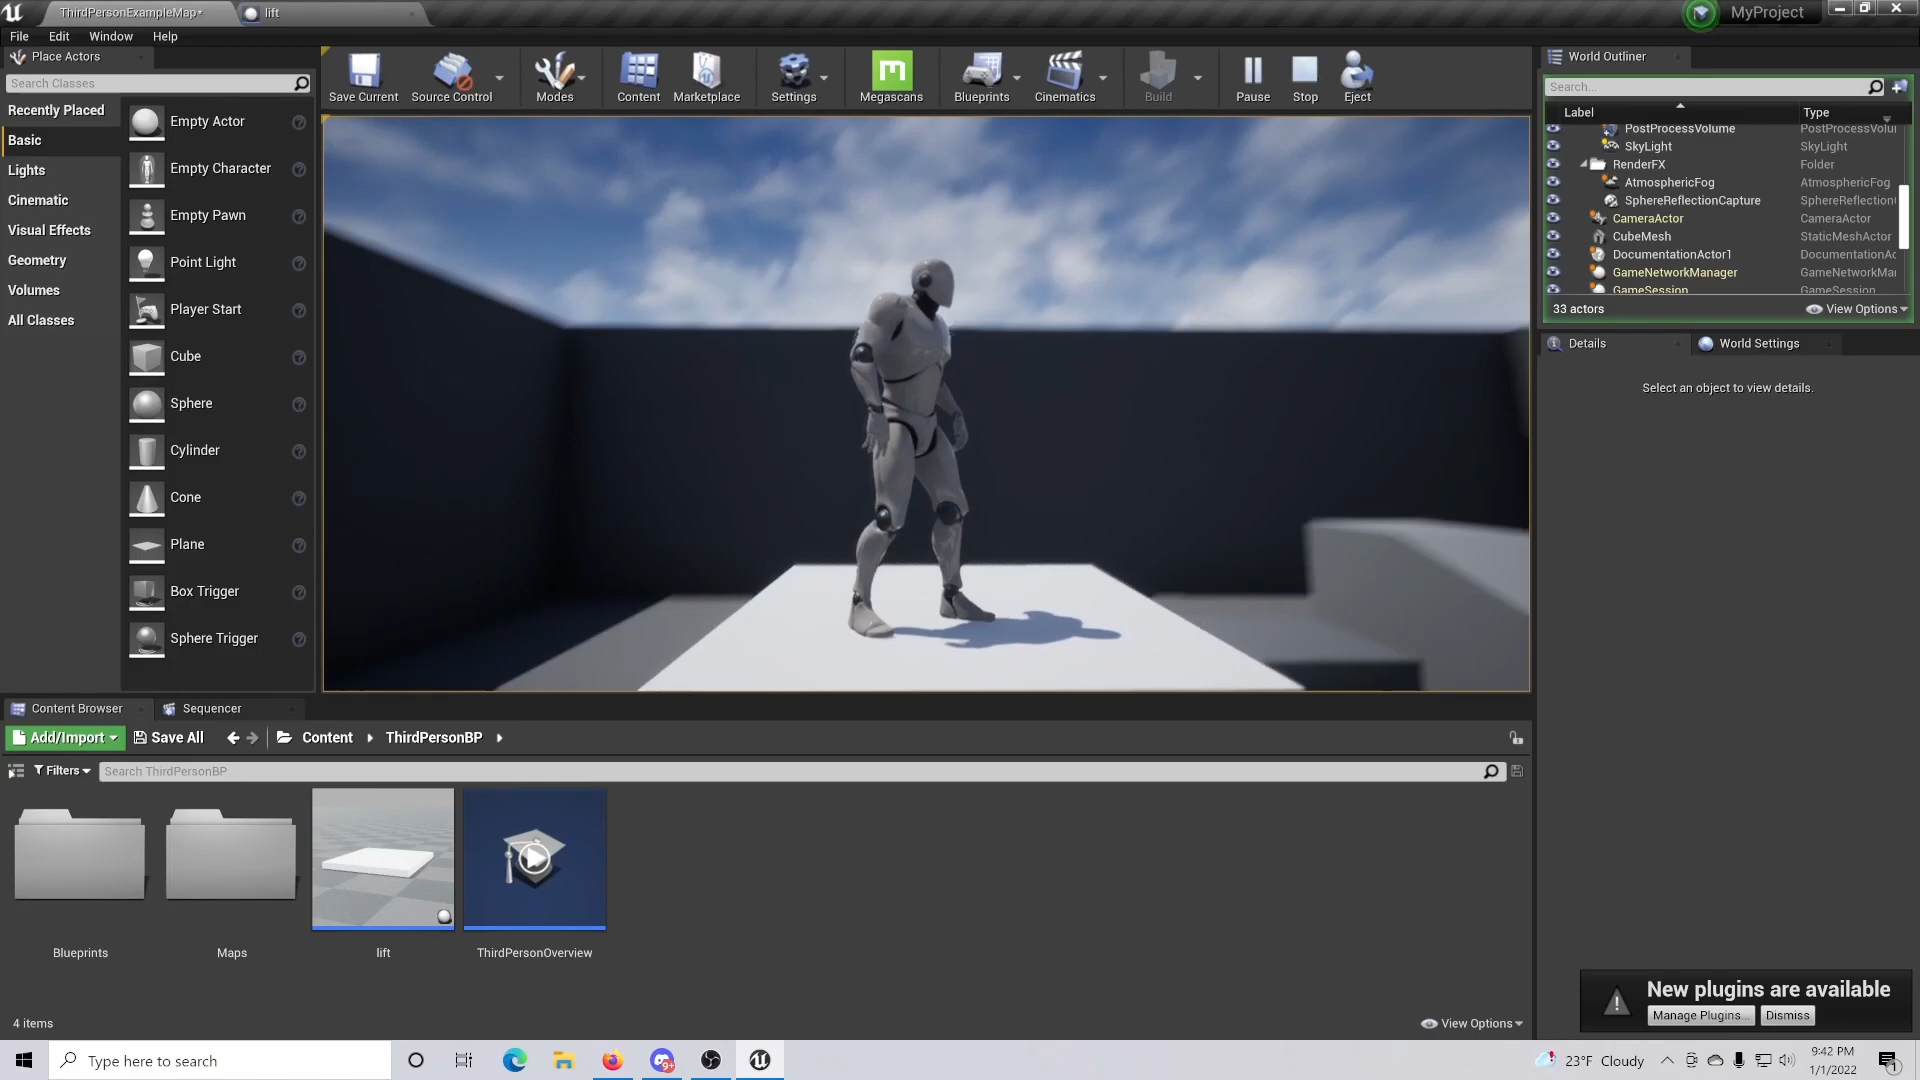 ThirdPersonExampleMap*
lift
MyProject
File Edit Window Help
Place Actors
Search Classes
Recently Placed
Basic
Lights
Cinematic
Visual Effects
Geometry
Volumes
All Classes
Empty Actor
Empty Character
Empty Pawn
Point Light
Player Start
Cube
Sphere
Cylinder
Cone
Plane
Box Trigger
Sphere Trigger
Save Current
Source Control
Modes
Content
Marketplace
Settings
Megascans
Blueprints
Cinematics
Build
Pause
Stop
Eject
World Outliner
Search...
Label Type
PostProcessVolume PostProcessVolu
SkyLight SkyLight
RenderFX Folder
AtmosphericFog AtmosphericFog
SphereReflectionCapture SphereReflection
CameraActor CameraActor
CubeMesh StaticMeshActor
DocumentationActor1 DocumentationAc
GameNetworkManager GameNetworkMa
GameSession GameSession
33 actors View Options
Details World Settings
Select an object to view details.
Content Browser Sequencer
Add/Import Save All Content ThirdPersonBP
Filters Search ThirdPersonBP
Blueprints
Maps
lift
ThirdPersonOverview
4 items View Options
New plugins are available
Manage Plugins... Dismiss
Type here to search
9+
23°F Cloudy
9:42 PM
1/1/2022
1